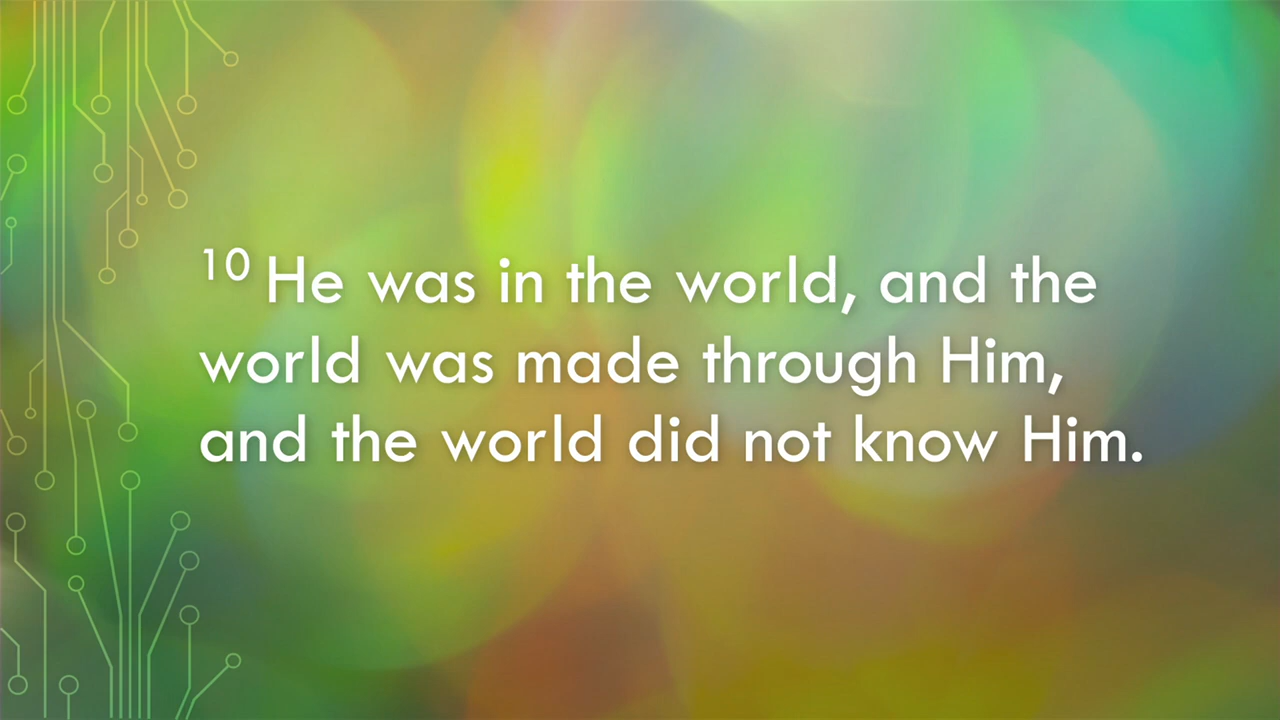 10 He was in the world, and the
world was made through Him,
and the world did not know Him.